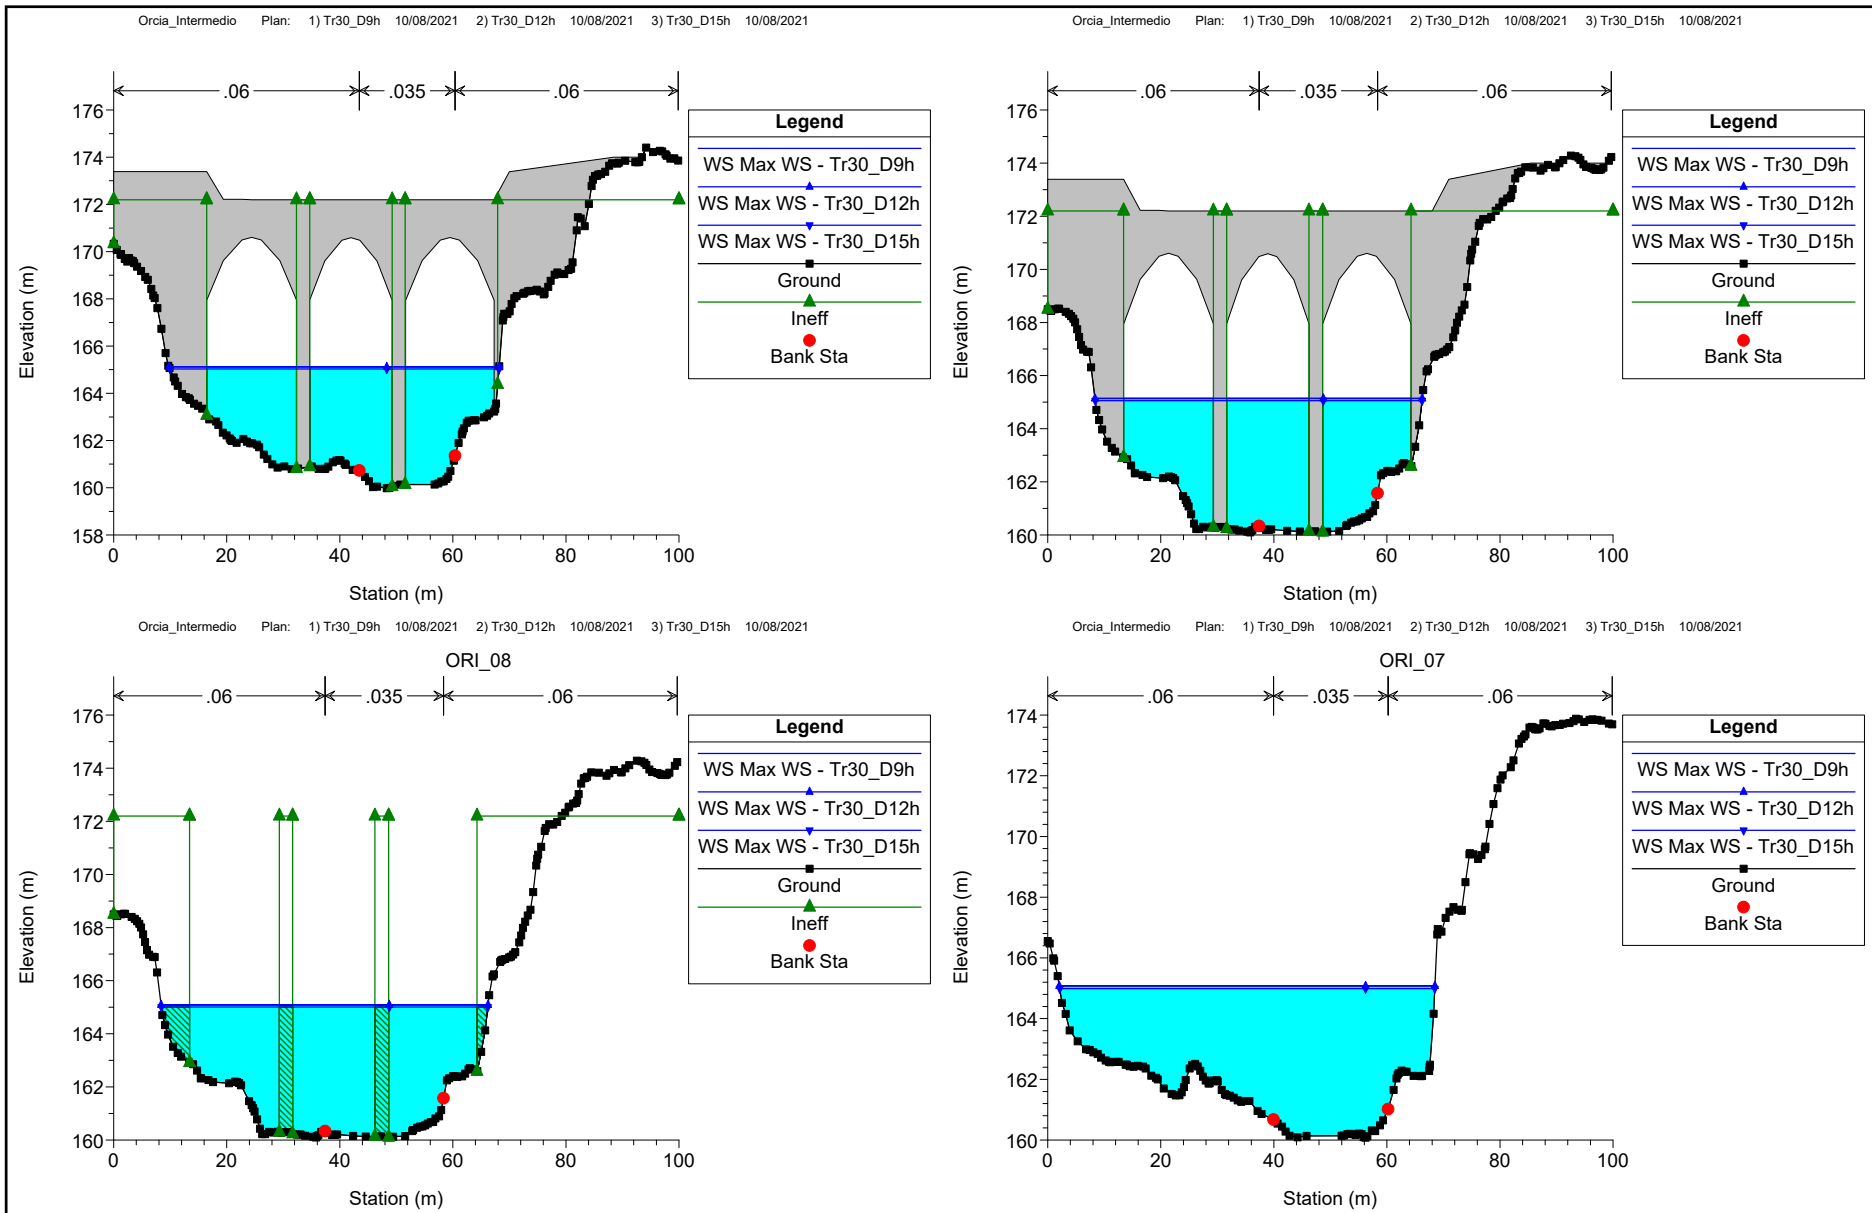 Orcia_Intermedio Plan: 1) Tr30_D9h 10/08/2021 2) Tr30_D12h 10/08/2021 3) Tr30_D15h 10/08/2021
.06 .035 .06
176
174
172
170
168
166
164
162
160
158
Elevation (m)
0 20 40 60 80 100
Station (m)
Legend
WS Max WS - Tr30_D9h
WS Max WS - Tr30_D12h
WS Max WS - Tr30_D15h
Ground
Ineff
Bank Sta
Orcia_Intermedio Plan: 1) Tr30_D9h 10/08/2021 2) Tr30_D12h 10/08/2021 3) Tr30_D15h 10/08/2021
.06 .035 .06
176
174
172
170
168
166
164
162
160
Elevation (m)
0 20 40 60 80 100
Station (m)
Legend
WS Max WS - Tr30_D9h
WS Max WS - Tr30_D12h
WS Max WS - Tr30_D15h
Ground
Ineff
Bank Sta
Orcia_Intermedio Plan: 1) Tr30_D9h 10/08/2021 2) Tr30_D12h 10/08/2021 3) Tr30_D15h 10/08/2021
ORI_08
.06 .035 .06
176
174
172
170
168
166
164
162
160
Elevation (m)
0 20 40 60 80 100
Station (m)
Legend
WS Max WS - Tr30_D9h
WS Max WS - Tr30_D12h
WS Max WS - Tr30_D15h
Ground
Ineff
Bank Sta
Orcia_Intermedio Plan: 1) Tr30_D9h 10/08/2021 2) Tr30_D12h 10/08/2021 3) Tr30_D15h 10/08/2021
ORI_07
.06 .035 .06
174
172
170
168
166
164
162
160
Elevation (m)
0 20 40 60 80 100
Station (m)
Legend
WS Max WS - Tr30_D9h
WS Max WS - Tr30_D12h
WS Max WS - Tr30_D15h
Ground
Bank Sta